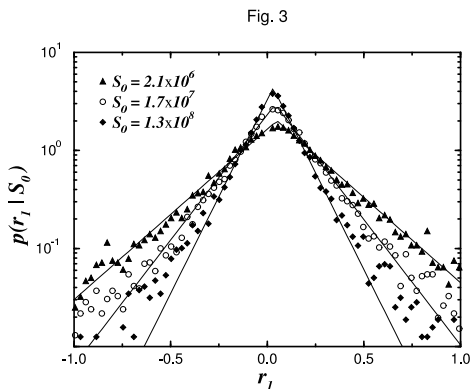 Fig. 3
10^1
▲ S_0 = 2.1x10^6
○ S_0 = 1.7x10^7
◆ S_0 = 1.3x10^8
10^0
p(r_1 | S_0)
10^-1
-1.0 -0.5 0.0 0.5 1.0
r_1